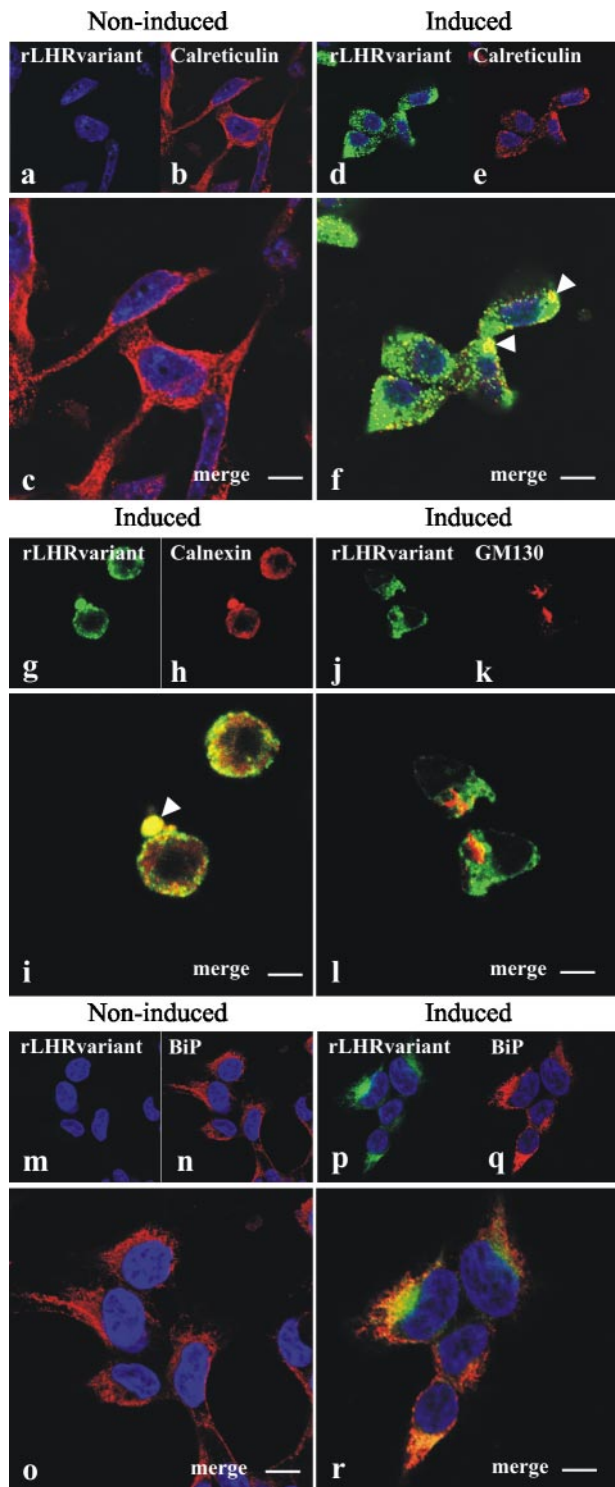 Non-induced Induced
rLHRvariant Calreticulin rLHRvariant Calreticulin
a b d e
c merge f merge
Induced Induced
rLHRvariant Calnexin rLHRvariant GM130
g h j k
i merge l merge
Non-induced Induced
rLHRvariant BiP rLHRvariant BiP
m n p q
o merge r merge